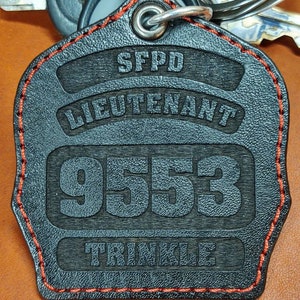 SFPD
LIEUTENANT
9553
TRINKLE